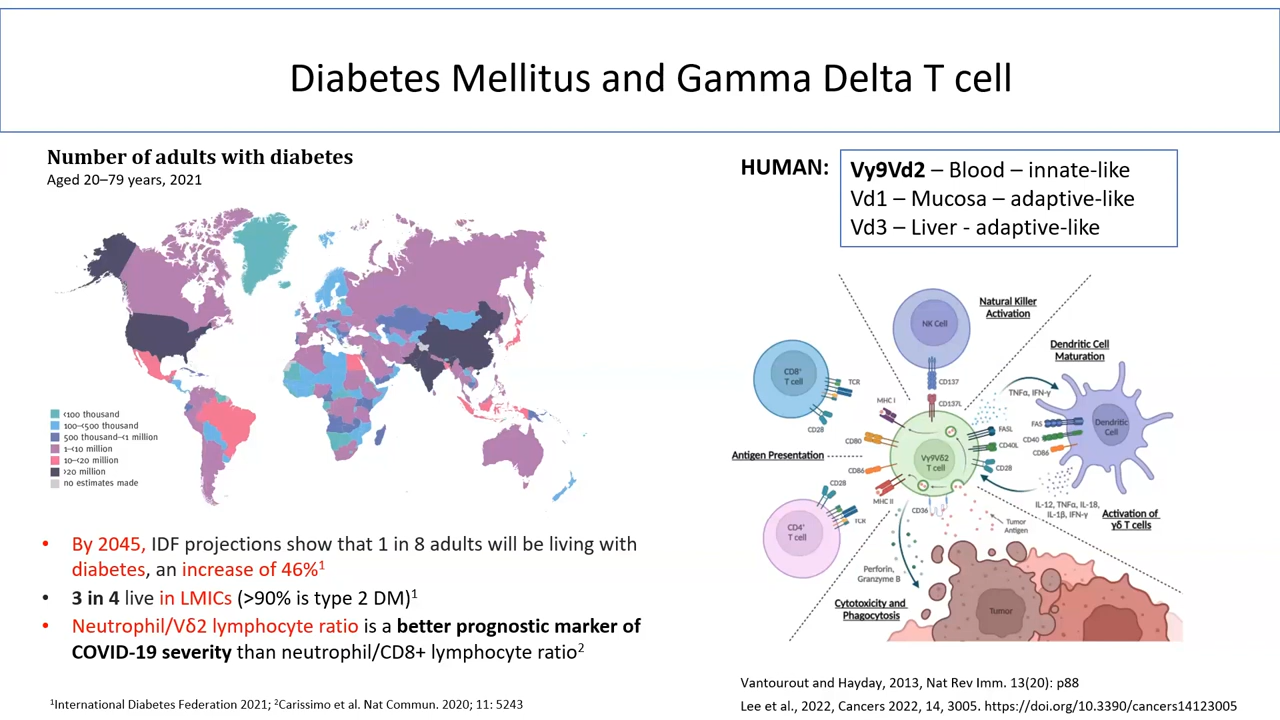 Diabetes Mellitus and Gamma Delta T cell
Number of adults with diabetes
Aged 20–79 years, 2021
<100 thousand
100–<500 thousand
500 thousand–<1 million
1–<10 million
10–<20 million
>20 million
no estimates made
• By 2045, IDF projections show that 1 in 8 adults will be living with
diabetes, an increase of 46%¹
• 3 in 4 live in LMICs (>90% is type 2 DM)¹
• Neutrophil/Vδ2 lymphocyte ratio is a better prognostic marker of
COVID-19 severity than neutrophil/CD8+ lymphocyte ratio²
¹International Diabetes Federation 2021; ²Carissimo et al. Nat Commun. 2020; 11: 5243
HUMAN:
Vy9Vd2 – Blood – innate-like
Vd1 – Mucosa – adaptive-like
Vd3 – Liver - adaptive-like
Natural Killer
Activation
NK Cell
CD137
CD137L
Dendritic Cell
Maturation
TNFα, IFN-γ
CD8⁺
T cell
TCR
CD28
MHC I
CD80
FASL
CD40L
CD28
FAS
CD40
CD86
Dendritic
Cell
Antigen Presentation
Vγ9Vδ2
T cell
CD86
CD28
MHC II
TCR
CD36
CD4⁺
T cell
IL-12, TNFα, IL-18,
IL-1β, IFN-γ
Activation of
γδ T cells
Tumor
Antigen
Perforin,
Granzyme B
Cytotoxicity and
Phagocytosis
Tumor
Vantourout and Hayday, 2013, Nat Rev Imm. 13(20): p88
Lee et al., 2022, Cancers 2022, 14, 3005. https://doi.org/10.3390/cancers14123005